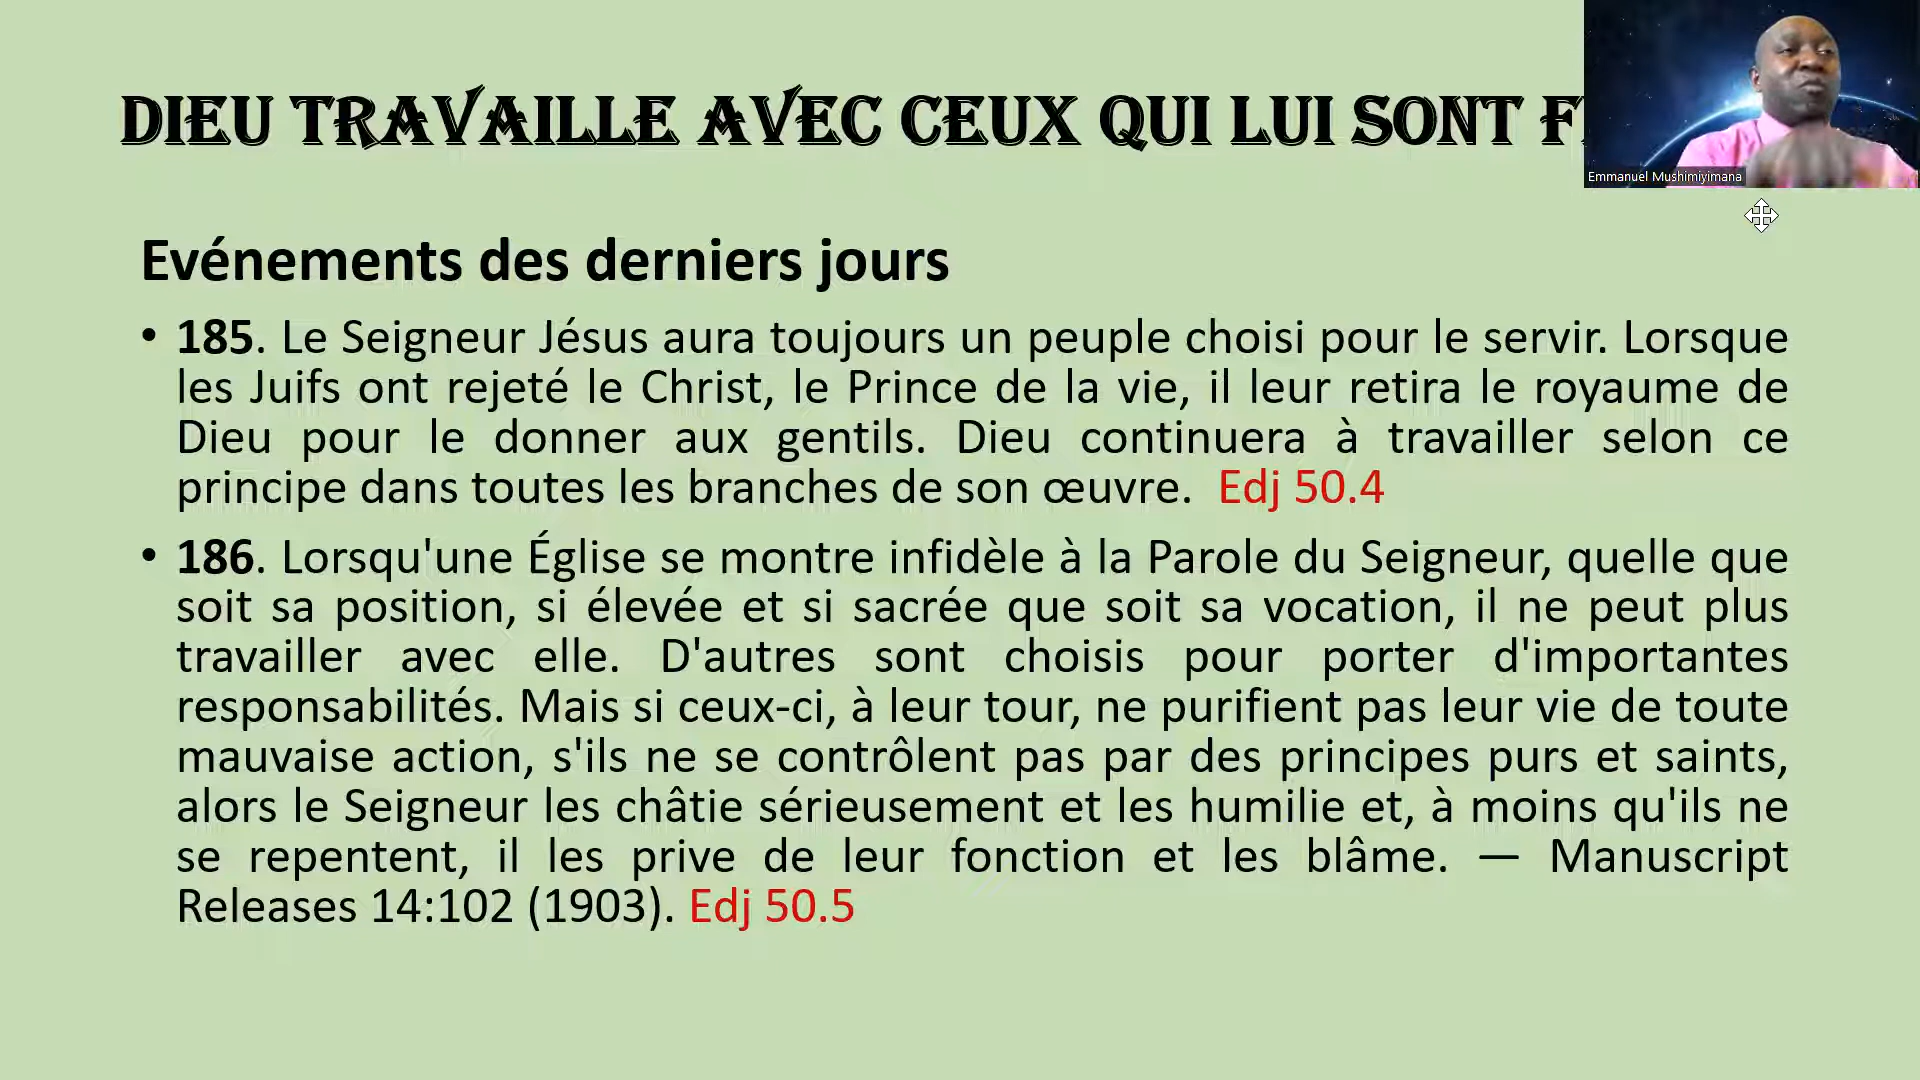 DIEU TRAVAILLE AVEC CEUX QUI LUI SONT
Emmanuel Mushimiyimana
Evénements des derniers jours
• 185. Le Seigneur Jésus aura toujours un peuple choisi pour le servir. Lorsque
les Juifs ont rejeté le Christ, le Prince de la vie, il leur retira le royaume de
Dieu pour le donner aux gentils. Dieu continuera à travailler selon ce
principe dans toutes les branches de son œuvre. Edj 50.4
• 186. Lorsqu'une Église se montre infidèle à la Parole du Seigneur, quelle que
soit sa position, si élevée et si sacrée que soit sa vocation, il ne peut plus
travailler avec elle. D'autres sont choisis pour porter d'importantes
responsabilités. Mais si ceux-ci, à leur tour, ne purifient pas leur vie de toute
mauvaise action, s'ils ne se contrôlent pas par des principes purs et saints,
alors le Seigneur les châtie sérieusement et les humilie et, à moins qu'ils ne
se repentent, il les prive de leur fonction et les blâme. — Manuscript
Releases 14:102 (1903). Edj 50.5